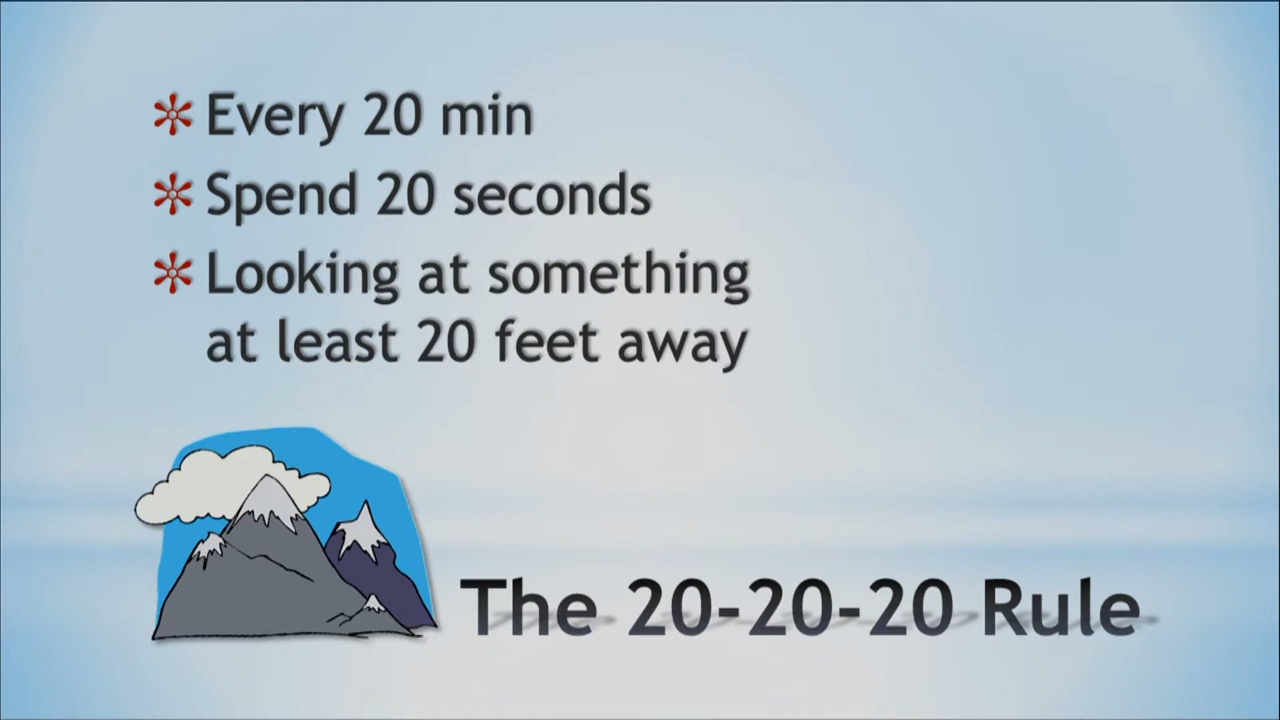 Every 20 min
Spend 20 seconds
Looking at something
at least 20 feet away
The 20-20-20 Rule